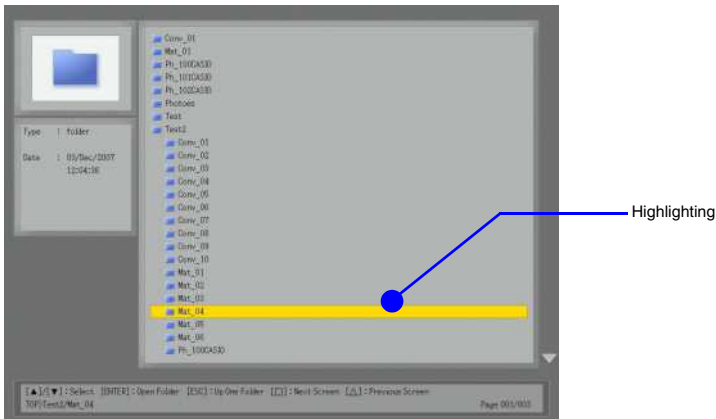 Conv_01
Mat_01
Ph_100CASIO
Ph_101CASIO
Ph_102CASIO
Photoes
Test
Test2
Conv_01
Conv_02
Conv_03
Conv_04
Conv_05
Conv_06
Conv_07
Conv_08
Conv_09
Conv_10
Mat_01
Mat_02
Mat_03
Mat_04
Mat_05
Mat_06
Ph_100CASIO
Type : folder
Date : 03/Dec/2007
12:04:36
Highlighting
[▲]/[▼]:Select [ENTER]:Open Folder [ESC]:Up One Folder [□]:Next Screen [△]:Previous Screen
TOP/Test2/Mat_04
Page 001/003